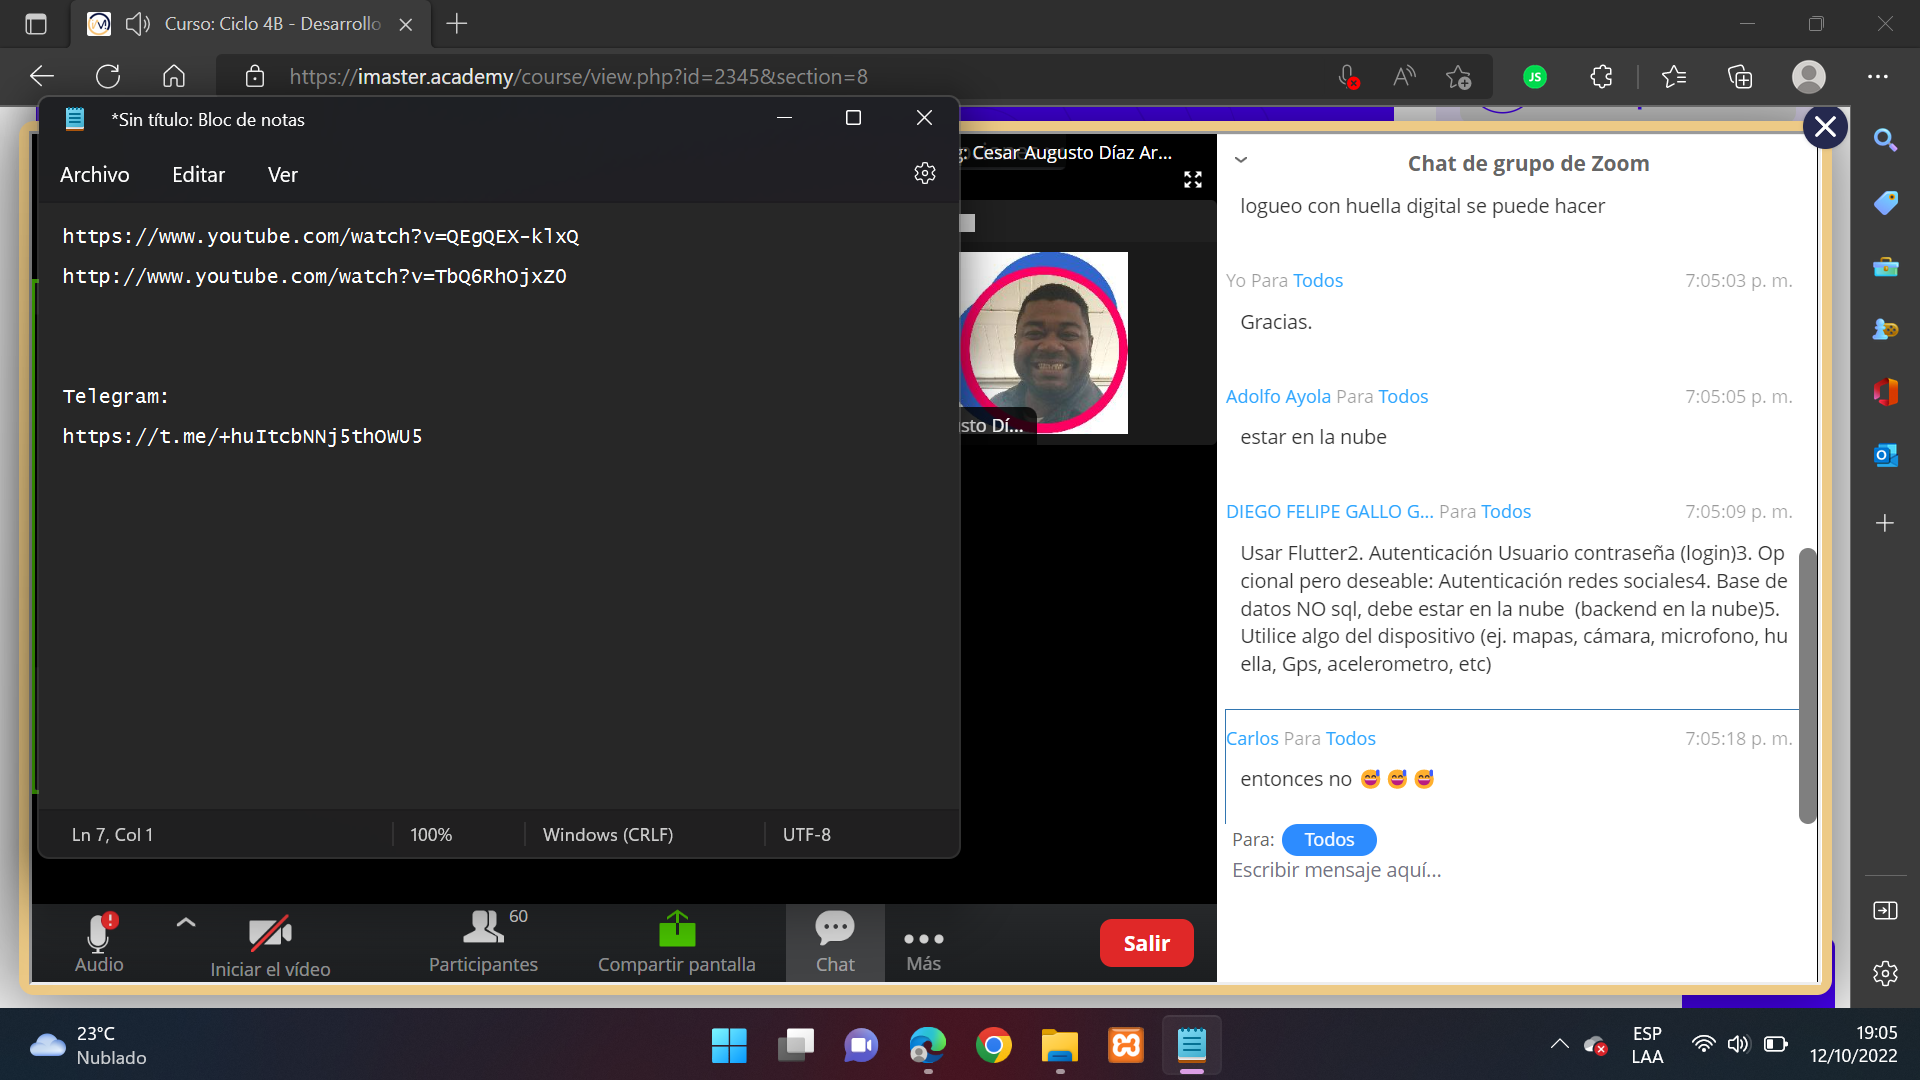 Curso: Ciclo 4B - Desarrollo
https://imaster.academy/course/view.php?id=2345&section=8
*Sin título: Bloc de notas
Archivo
Editar
Ver
https://www.youtube.com/watch?v=QEgQEX-klxQ
http://www.youtube.com/watch?v=TbQ6RhOjxZ0
Telegram:
https://t.me/+huItcbNNj5thOWU5
Ln 7, Col 1
100%
Windows (CRLF)
UTF-8
g: Cesar Augusto Díaz Ar...
sto Dí...
Chat de grupo de Zoom
logueo con huella digital se puede hacer
Yo Para Todos
7:05:03 p. m.
Gracias.
Adolfo Ayola Para Todos
7:05:05 p. m.
estar en la nube
DIEGO FELIPE GALLO G... Para Todos
7:05:09 p. m.
Usar Flutter2. Autenticación Usuario contraseña (login)3. Op
cional pero deseable: Autenticación redes sociales4. Base de
datos NO sql, debe estar en la nube (backend en la nube)5.
Utilice algo del dispositivo (ej. mapas, cámara, microfono, hu
ella, Gps, acelerometro, etc)
Carlos Para Todos
7:05:18 p. m.
entonces no 😅 😅 😅
Para: Todos
Escribir mensaje aquí...
Audio
Iniciar el vídeo
60
Participantes
Compartir pantalla
Chat
Más
Salir
23°C
Nublado
ESP
LAA
19:05
12/10/2022